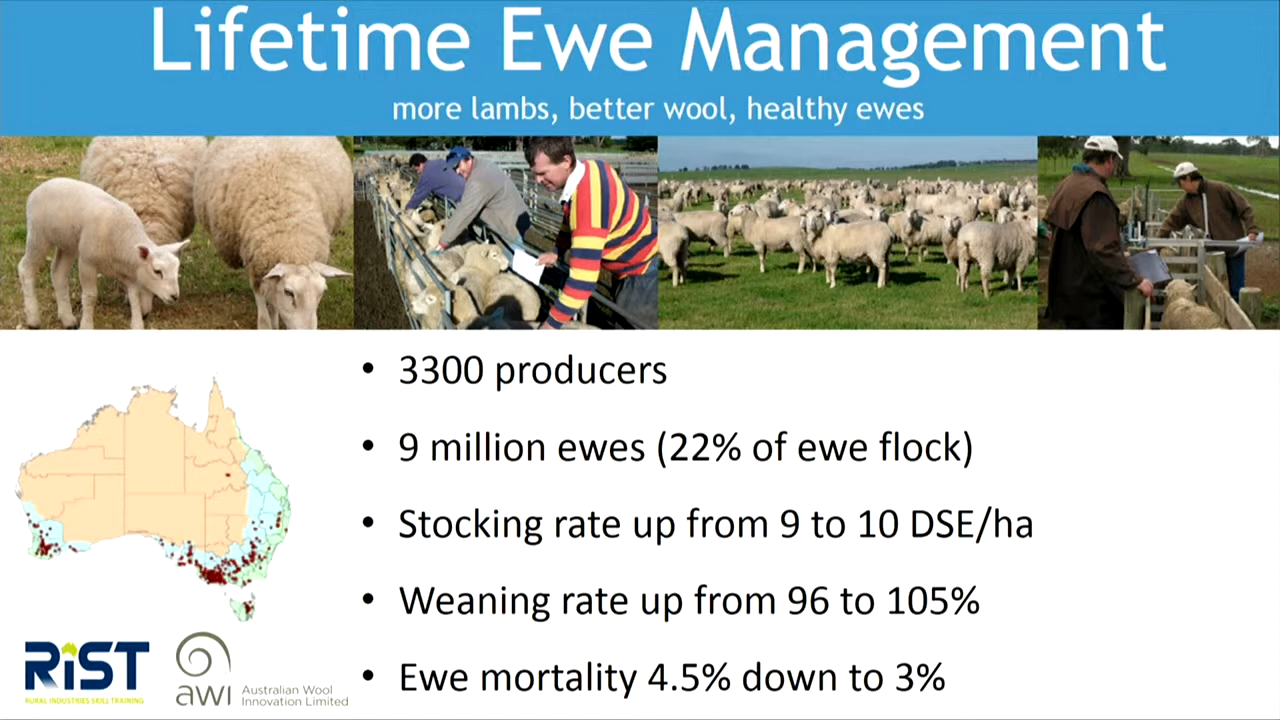 Lifetime Ewe Management
more lambs, better wool, healthy ewes
• 3300 producers
• 9 million ewes (22% of ewe flock)
• Stocking rate up from 9 to 10 DSE/ha
• Weaning rate up from 96 to 105%
• Ewe mortality 4.5% down to 3%
RiST
RURAL INDUSTRIES SKILL TRAINING
awi
Australian Wool
Innovation Limited